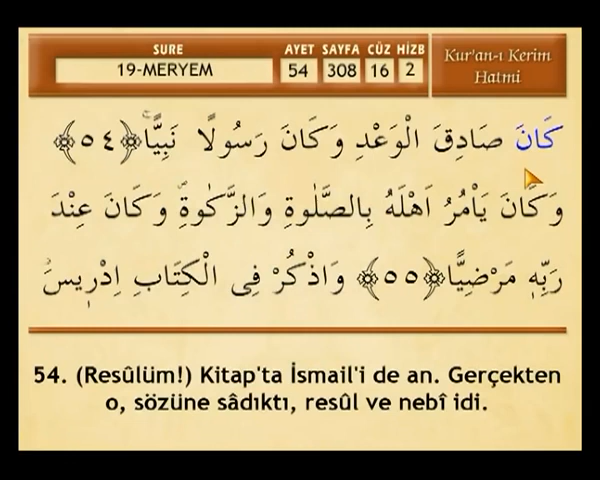 SURE AYET SAYFA CÜZ HİZB
19-MERYEM 54 308 16 2
Kur'an-ı Kerim
Hatmi
كَانَ صَادِقَ الْوَعْدِ وَكَانَ رَسُولًا نَبِيًّاۚ ﴿٥٤﴾
وَكَانَ يَأْمُرُ اَهْلَهُ بِالصَّلٰوةِ وَالزَّكٰوةِۖ وَكَانَ عِنْدَ
رَبِّه۪ مَرْضِيًّا ﴿٥٥﴾ وَاذْكُرْ فِى الْكِتَابِ اِدْر۪يسَۘ
54. (Resûlüm!) Kitap'ta İsmail'i de an. Gerçekten
o, sözüne sâdıktı, resûl ve nebî idi.